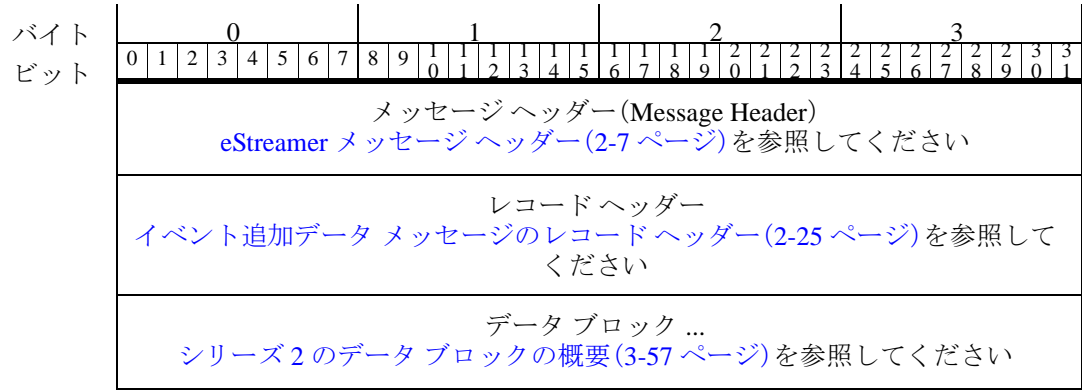 バイト 0 1 2 3
ビット 0 1 2 3 4 5 6 7 8 9 10 11 12 13 14 15 16 17 18 19 20 21 22 23 24 25 26 27 28 29 30 31
メッセージ ヘッダー(Message Header)
eStreamer メッセージ ヘッダー(2-7 ページ)を参照してください
レコード ヘッダー
イベント追加データ メッセージのレコード ヘッダー(2-25 ページ)を参照して
ください
データ ブロック ...
シリーズ 2 のデータ ブロックの概要(3-57 ページ)を参照してください